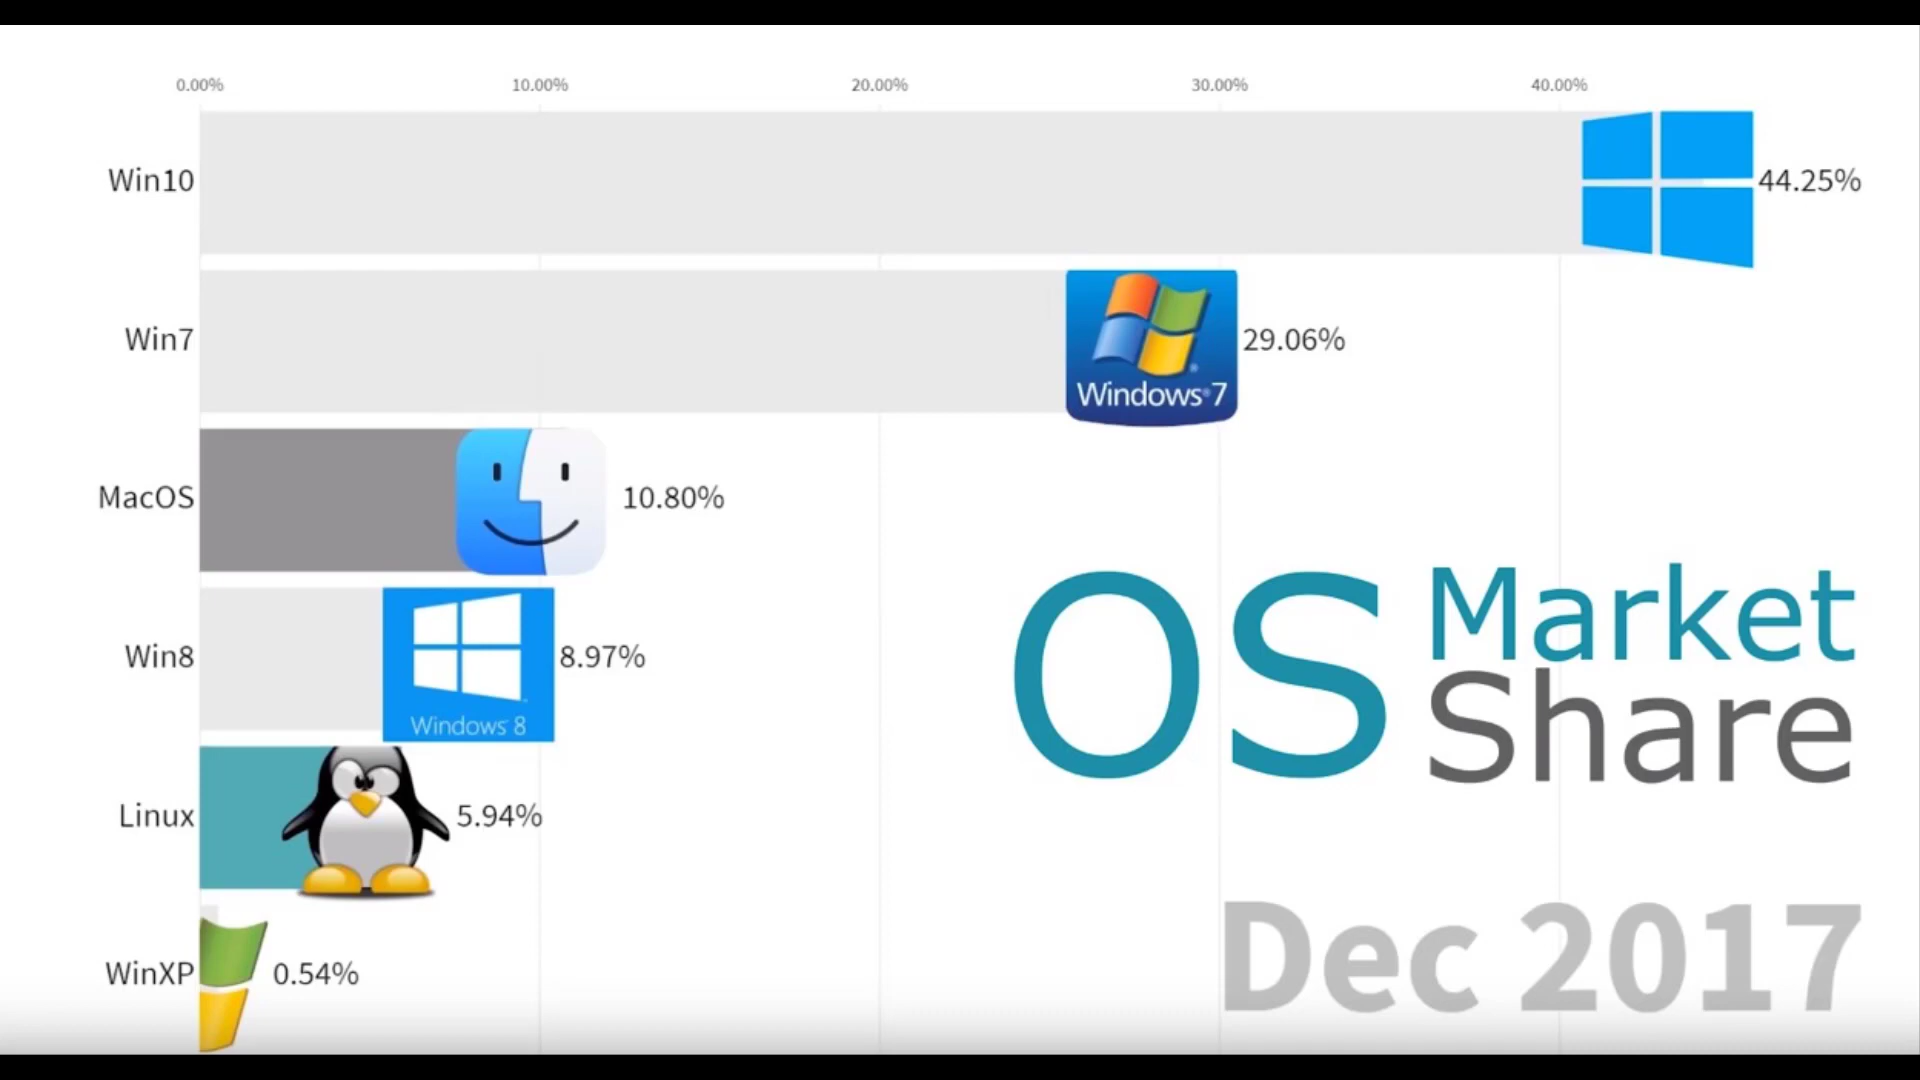 0.00% 10.00% 20.00% 30.00% 40.00%
Win10 44.25%
Win7 Windows®7 29.06%
MacOS 10.80%
Win8 8.97%
Windows 8
Linux 5.94%
WinXP 0.54%
OS Market
Share
Dec 2017